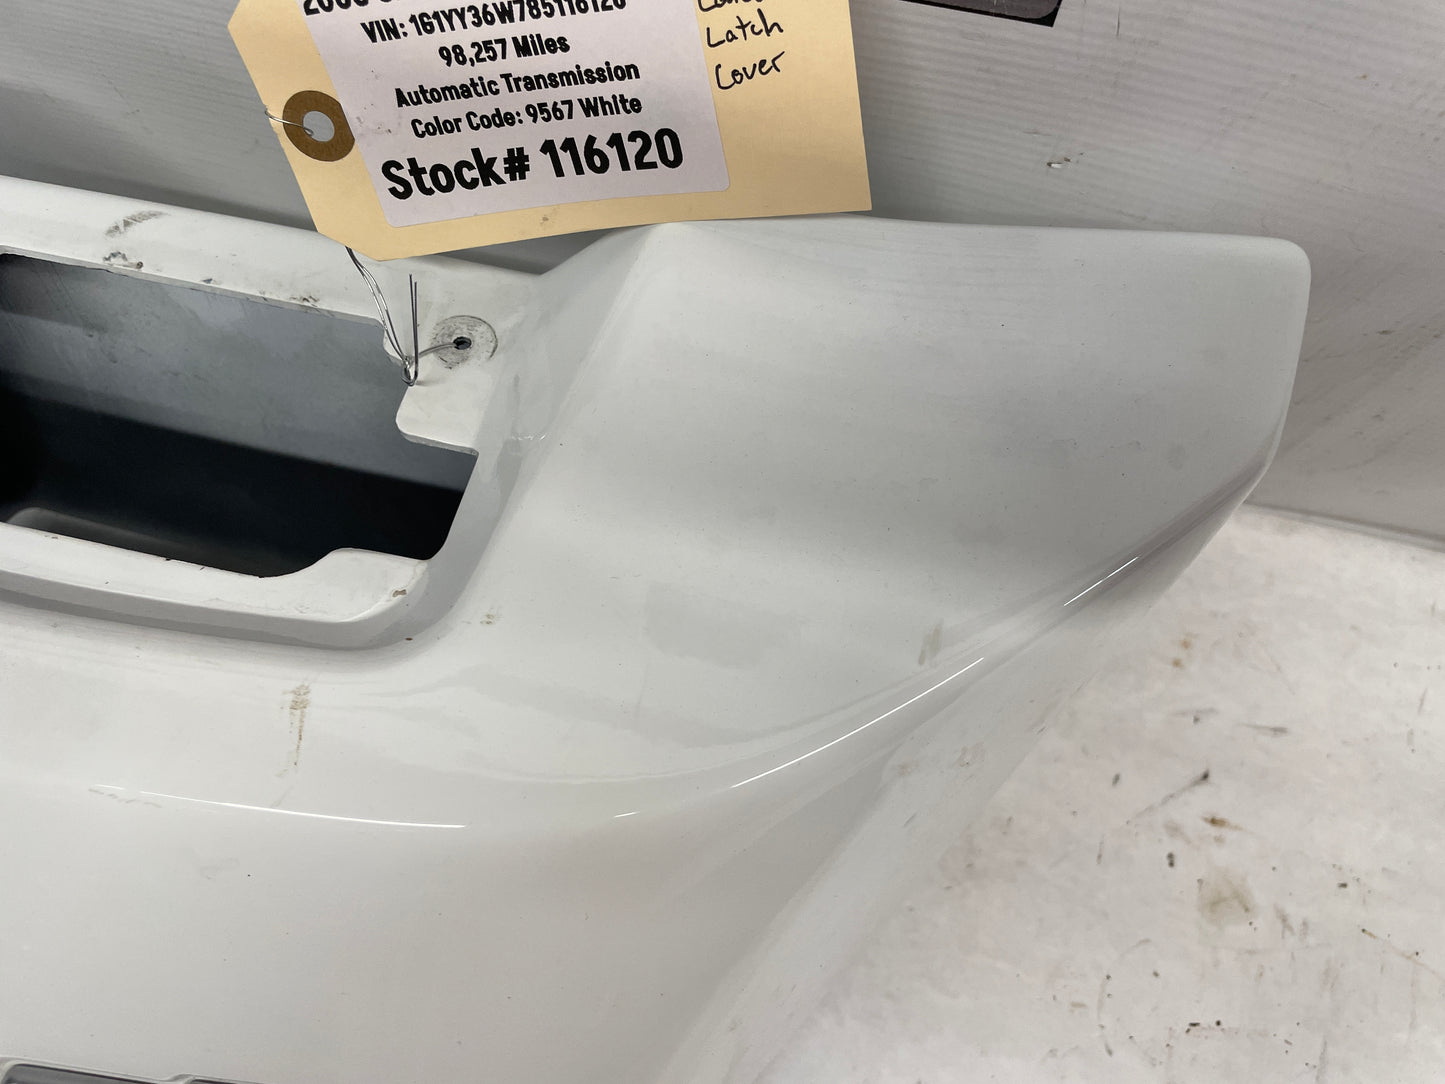 VIN: 1G1YY36W785116120
98,257 Miles
Automatic Transmission
Color Code: 9567 White
Stock# 116120
Latch
Cover